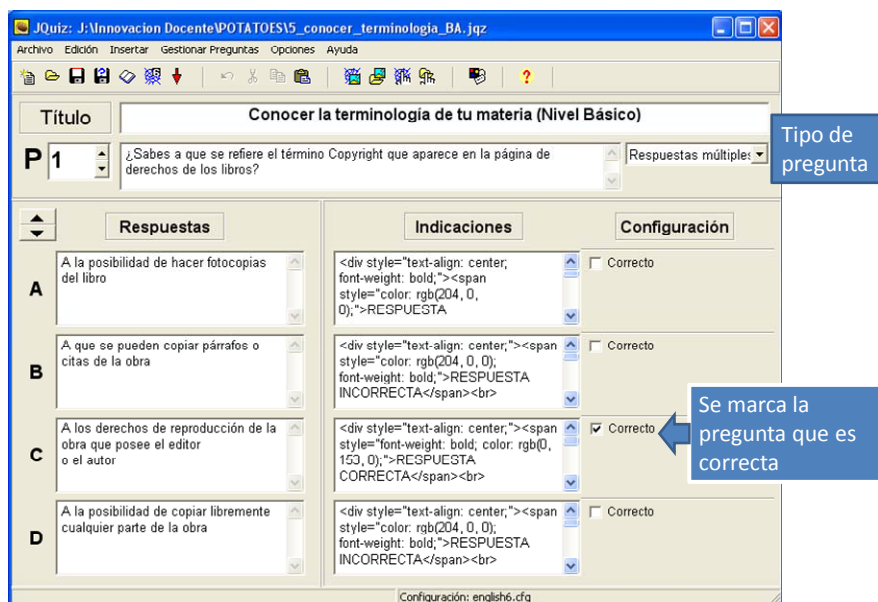 JQuiz: J:\Innovacion Docente\POTATOES\5_conocer_terminologia_BA.jqz
Archivo Edición Insertar Gestionar Preguntas Opciones Ayuda
Título
Conocer la terminología de tu materia (Nivel Básico)
Tipo de
pregunta
P 1
¿Sabes a que se refiere el término Copyright que aparece en la página de
derechos de los libros?
Respuestas múltiples
Respuestas Indicaciones Configuración
A
A la posibilidad de hacer fotocopias
del libro
<div style="text-align: center;
font-weight: bold;"><span
style="color: rgb(204, 0,
0);">RESPUESTA
Correcto
B
A que se pueden copiar párrafos o
citas de la obra
<div style="text-align: center;"><span
style="color: rgb(204, 0, 0);
font-weight: bold;">RESPUESTA
INCORRECTA</span><br>
Correcto
C
A los derechos de reproducción de la
obra que posee el editor
o el autor
<div style="text-align: center;"><span
style="font-weight: bold; color: rgb(0,
153, 0);">RESPUESTA
CORRECTA</span><br>
Correcto
Se marca la
pregunta que es
correcta
D
A la posibilidad de copiar libremente
cualquier parte de la obra
<div style="text-align: center;"><span
style="color: rgb(204, 0, 0);
font-weight: bold;">RESPUESTA
INCORRECTA</span><br>
Correcto
Configuración: english6.cfg